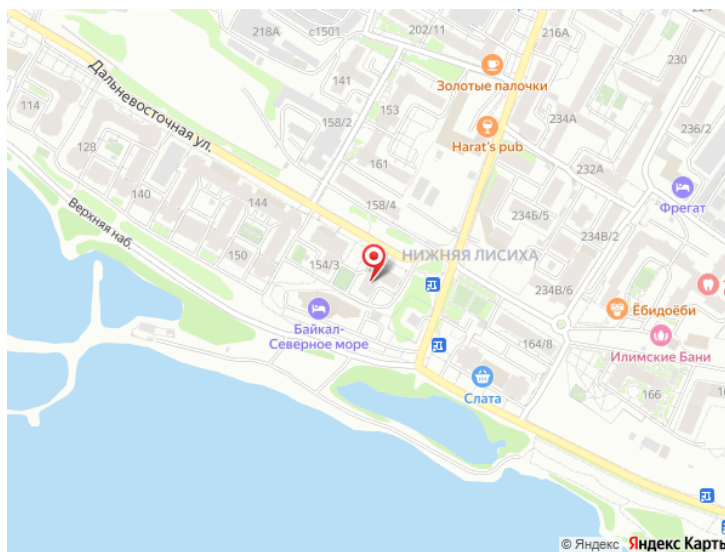 224
218А
с1501
202/11
216А
230
141
Золотые палочки
Дальневосточная ул.
114
153
234А
236/2
158/2
Harat's pub
128
161
232А
140
144
158/4
Фрегат
234Б/5
Верхняя наб.
234В/2
150
154/3
НИЖНЯЯ ЛИСИХА
234В/6
Ёбидоёби
Байкал-
Северное море
164/8
Илимские Бани
Слата
166
© Яндекс Яндекс Карты